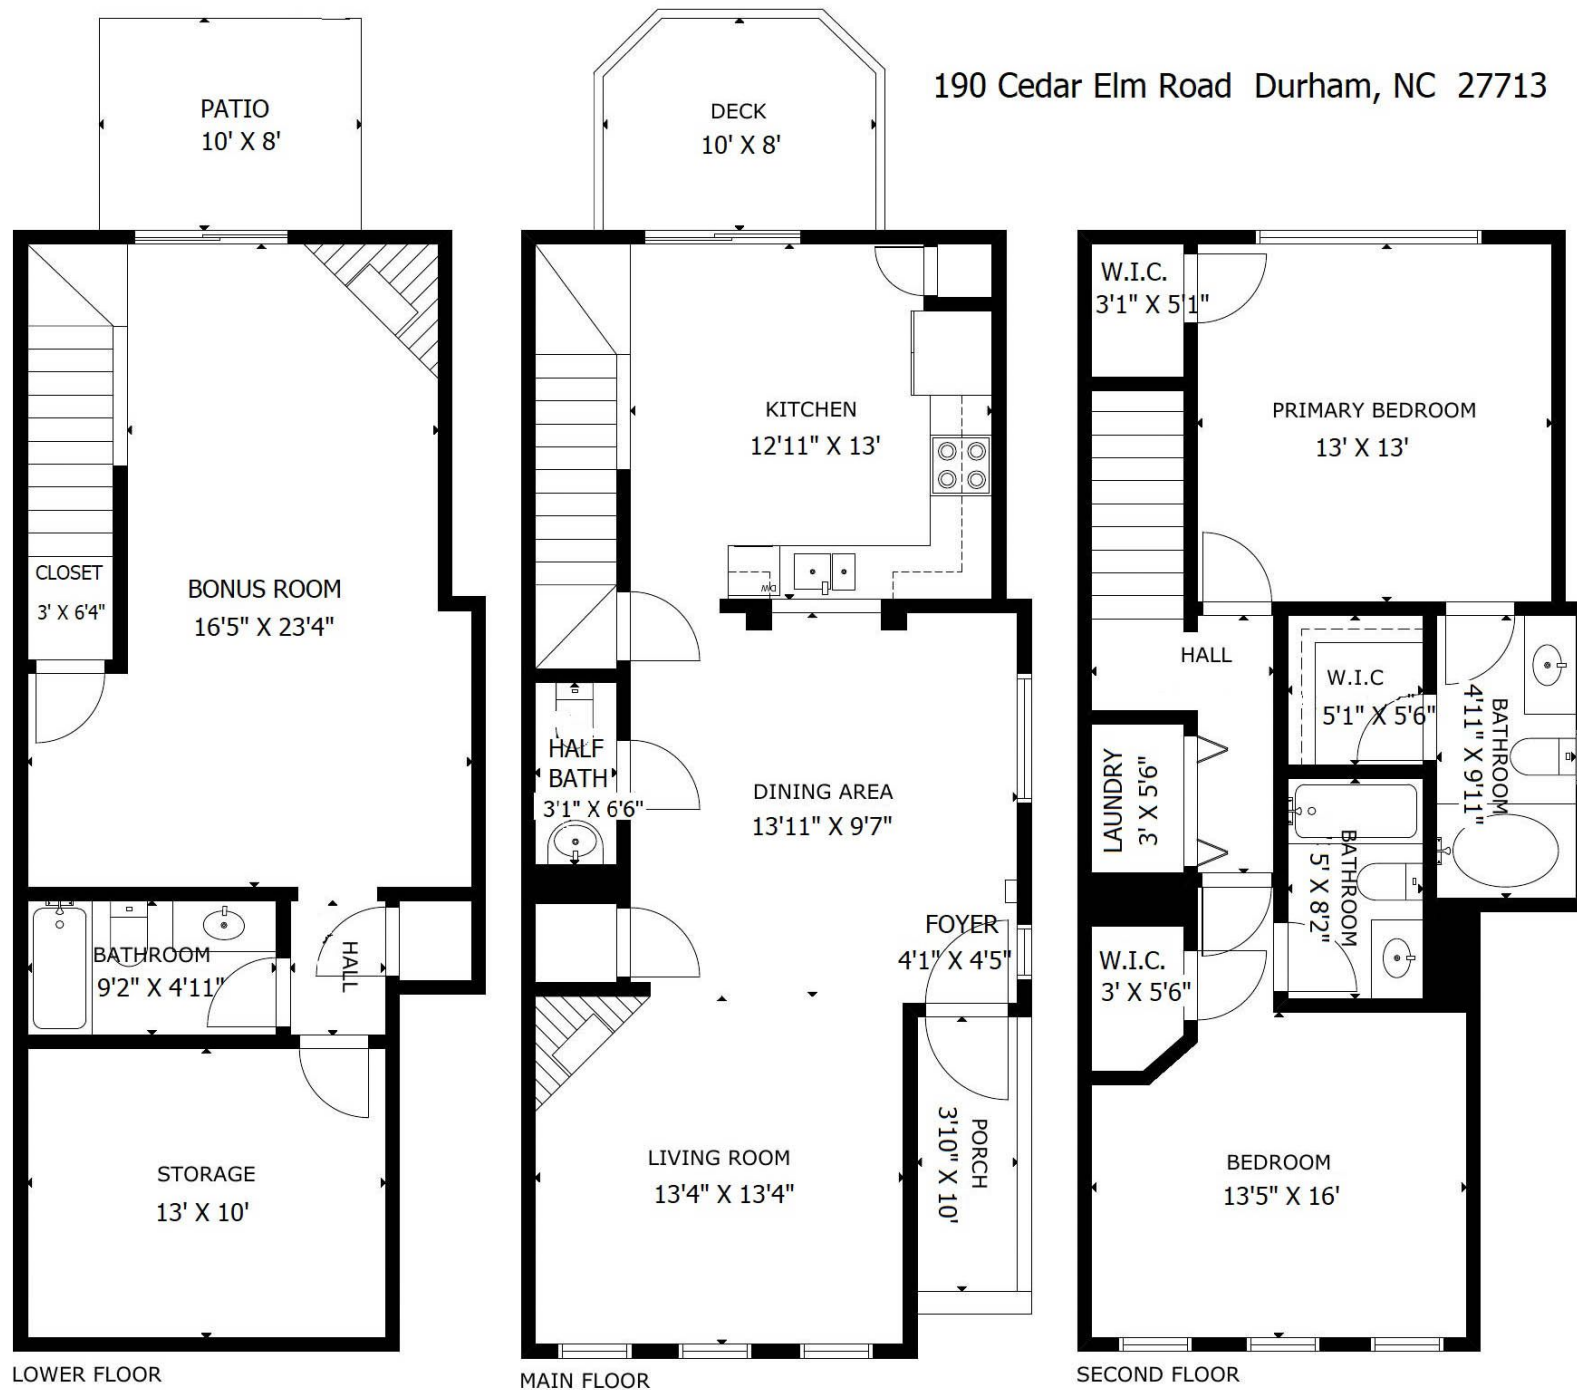 190 Cedar Elm Road Durham, NC 27713
PATIO
10' X 8'
CLOSET
3' X 6'4"
BONUS ROOM
16'5" X 23'4"
BATHROOM
9'2" X 4'11"
HALL
STORAGE
13' X 10'
LOWER FLOOR
DECK
10' X 8'
KITCHEN
12'11" X 13'
DW
HALF
BATH
3'1" X 6'6"
DINING AREA
13'11" X 9'7"
FOYER
4'1" X 4'5"
LIVING ROOM
13'4" X 13'4"
PORCH
3'10" X 10'
MAIN FLOOR
W.I.C.
3'1" X 5'1"
PRIMARY BEDROOM
13' X 13'
HALL
W.I.C
5'1" X 5'6"
BATHROOM
4'11" X 9'11"
LAUNDRY
3' X 5'6"
BATHROOM
5' X 8'2"
W.I.C.
3' X 5'6"
BEDROOM
13'5" X 16'
SECOND FLOOR